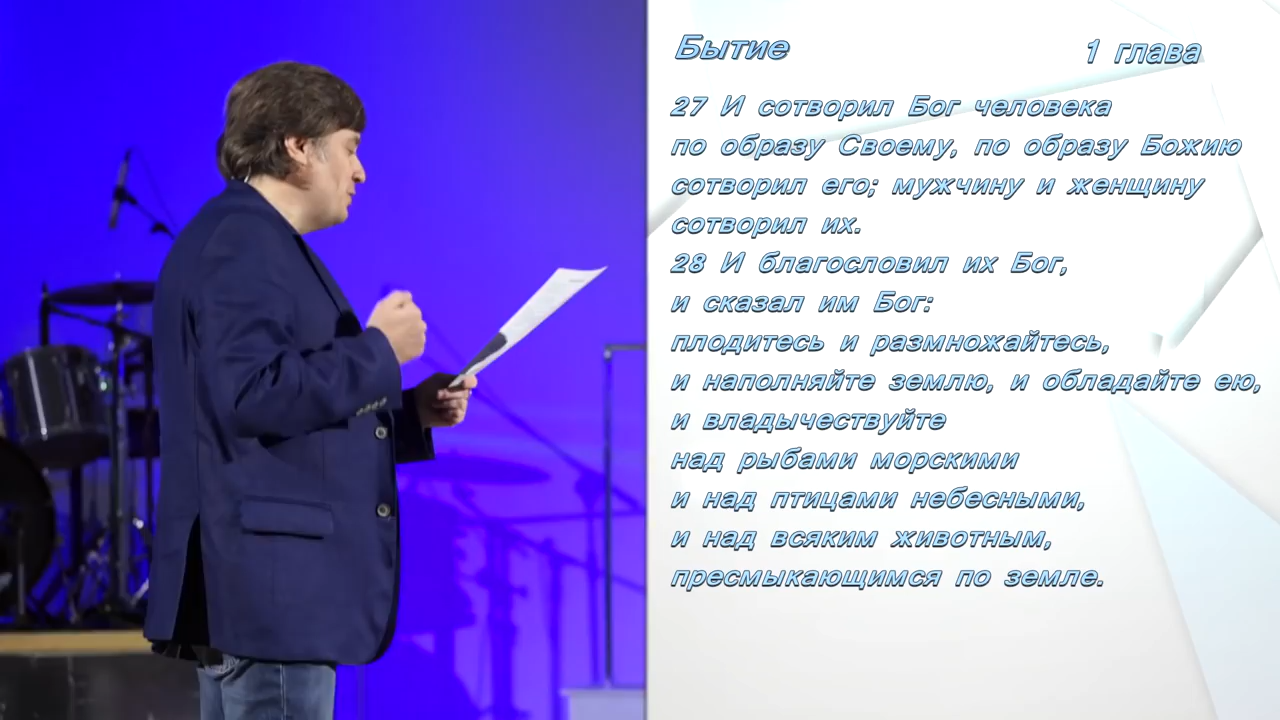 Бытие 1 глава
27 И сотворил Бог человека
по образу Своему, по образу Божию
сотворил его; мужчину и женщину
сотворил их.
28 И благословил их Бог,
и сказал им Бог:
плодитесь и размножайтесь,
и наполняйте землю, и обладайте ею,
и владычествуйте
над рыбами морскими
и над птицами небесными,
и над всяким животным,
пресмыкающимся по земле.